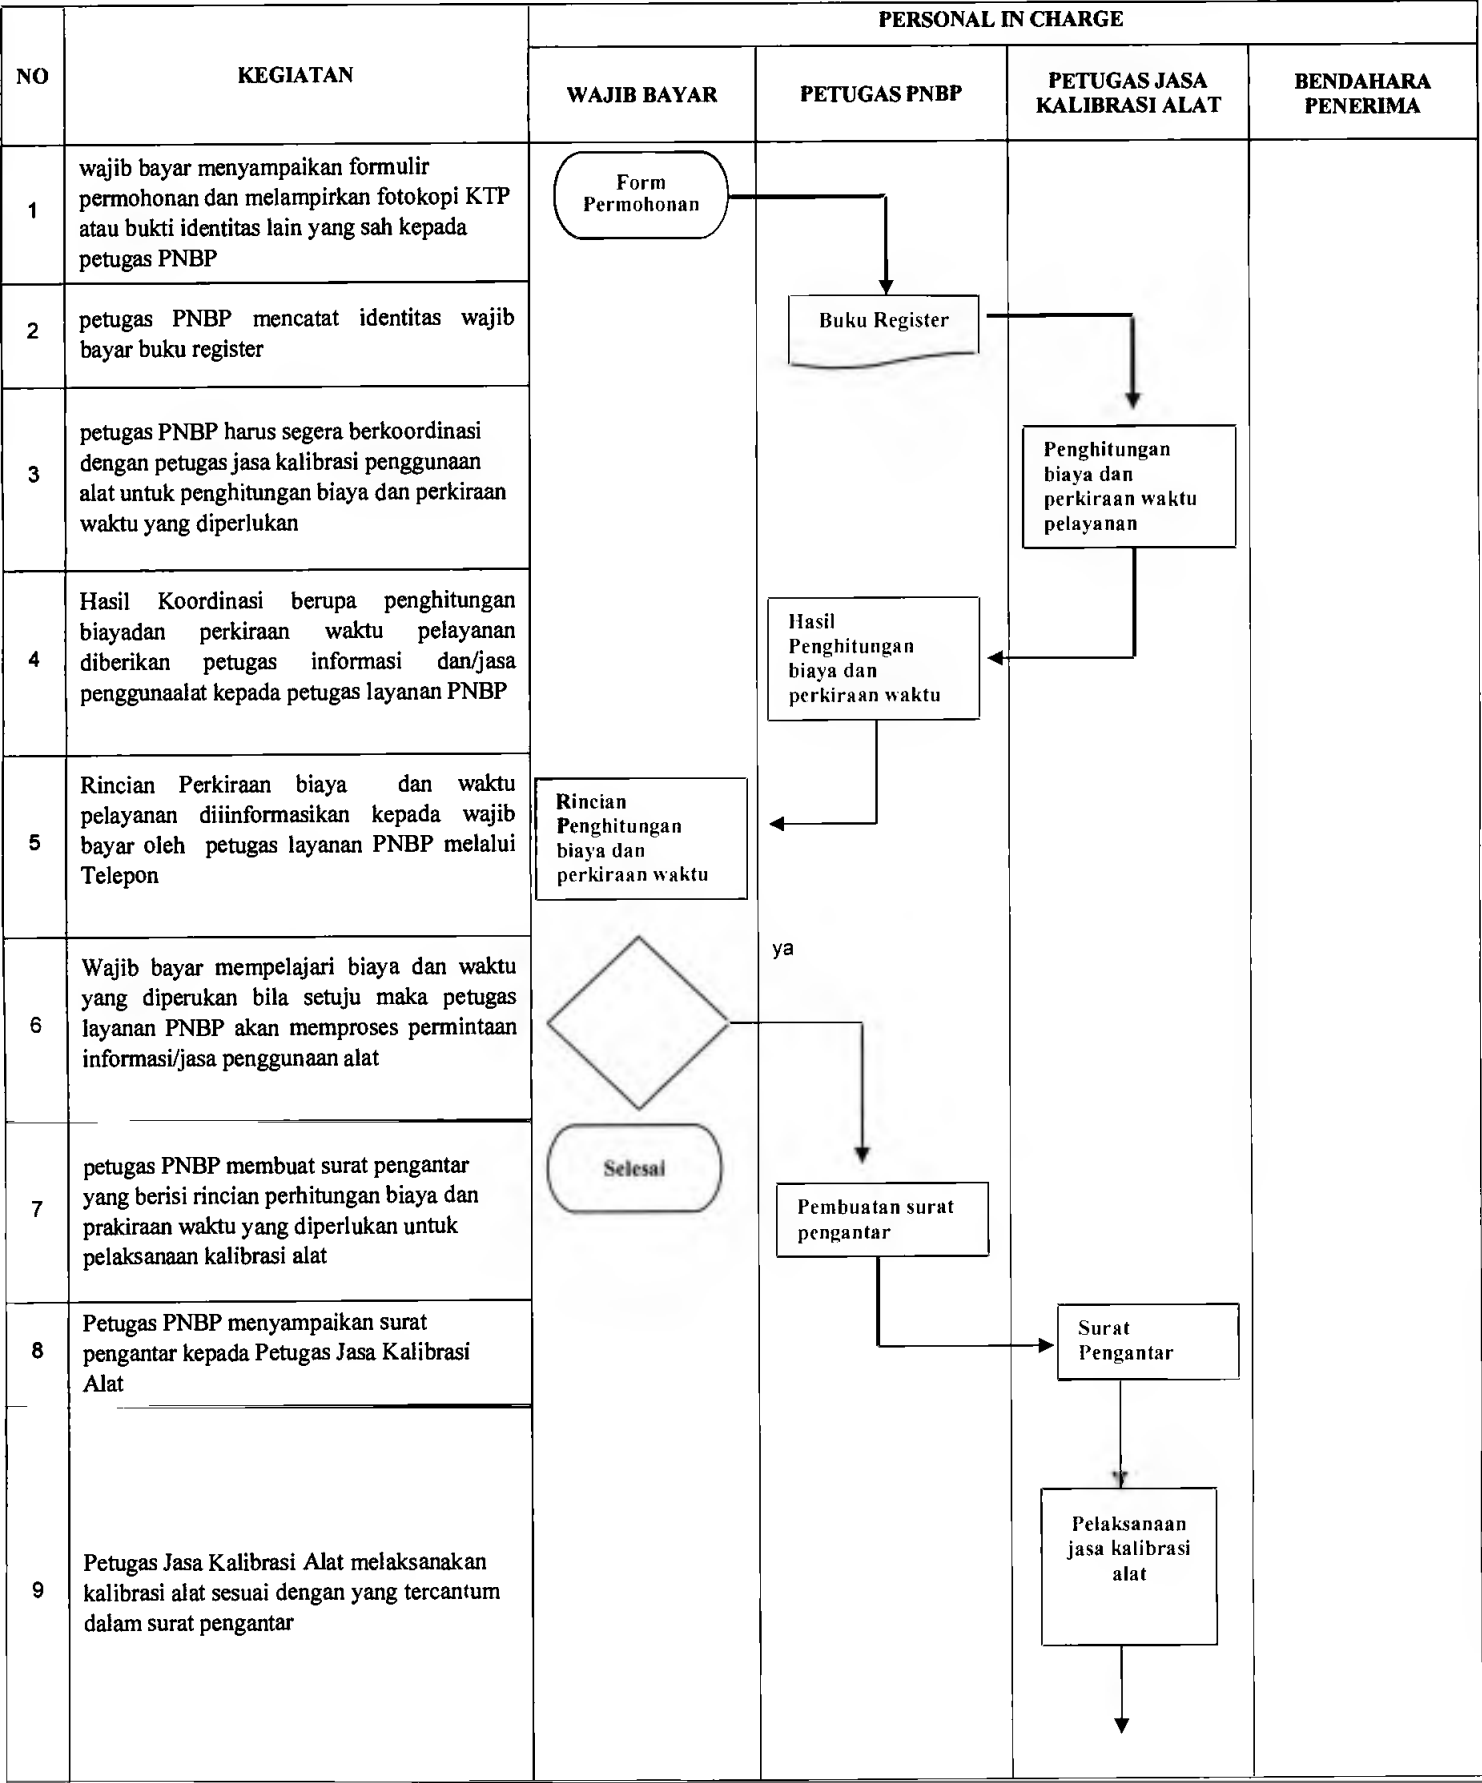 PERSONAL IN CHARGE
NO
KEGIATAN
WAJIB BAYAR
PETUGAS PNBP
PETUGAS JASA
KALIBRASI ALAT
BENDAHARA
PENERIMA
1
wajib bayar menyampaikan formulir
permohonan dan melampirkan fotokopi KTP
atau bukti identitas lain yang sah kepada
petugas PNBP
Form
Permohonan
2
petugas PNBP mencatat identitas wajib
bayar buku register
Buku Register
3
petugas PNBP harus segera berkoordinasi
dengan petugas jasa kalibrasi penggunaan
alat untuk penghitungan biaya dan perkiraan
waktu yang diperlukan
Penghitungan
biaya dan
perkiraan waktu
pelayanan
4
Hasil Koordinasi berupa penghitungan
biayadan perkiraan waktu pelayanan
diberikan petugas informasi dan/jasa
penggunaalat kepada petugas layanan PNBP
Hasil
Penghitungan
biaya dan
perkiraan waktu
5
Rincian Perkiraan biaya dan waktu
pelayanan diiinformasikan kepada wajib
bayar oleh petugas layanan PNBP melalui
Telepon
Rincian
Penghitungan
biaya dan
perkiraan waktu
6
Wajib bayar mempelajari biaya dan waktu
yang diperukan bila setuju maka petugas
layanan PNBP akan memproses permintaan
informasi/jasa penggunaan alat
ya
7
petugas PNBP membuat surat pengantar
yang berisi rincian perhitungan biaya dan
prakiraan waktu yang diperlukan untuk
pelaksanaan kalibrasi alat
Selesai
Pembuatan surat
pengantar
8
Petugas PNBP menyampaikan surat
pengantar kepada Petugas Jasa Kalibrasi
Alat
Surat
Pengantar
9
Petugas Jasa Kalibrasi Alat melaksanakan
kalibrasi alat sesuai dengan yang tercantum
dalam surat pengantar
Pelaksanaan
jasa kalibrasi
alat